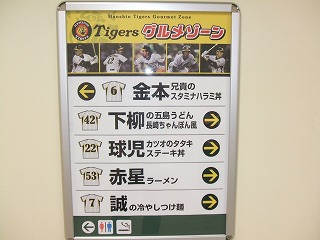 Hanshin Tigers Gourmet Zone
Tigers グルメゾーン
6 金本 兄貴の
スタミナハラミ丼
42 下柳 の五島うどん
長崎ちゃんぽん風
22 球児 カツオのタタキ
ステーキ丼
53 赤星 ラーメン
7 誠 の冷やしつけ麺